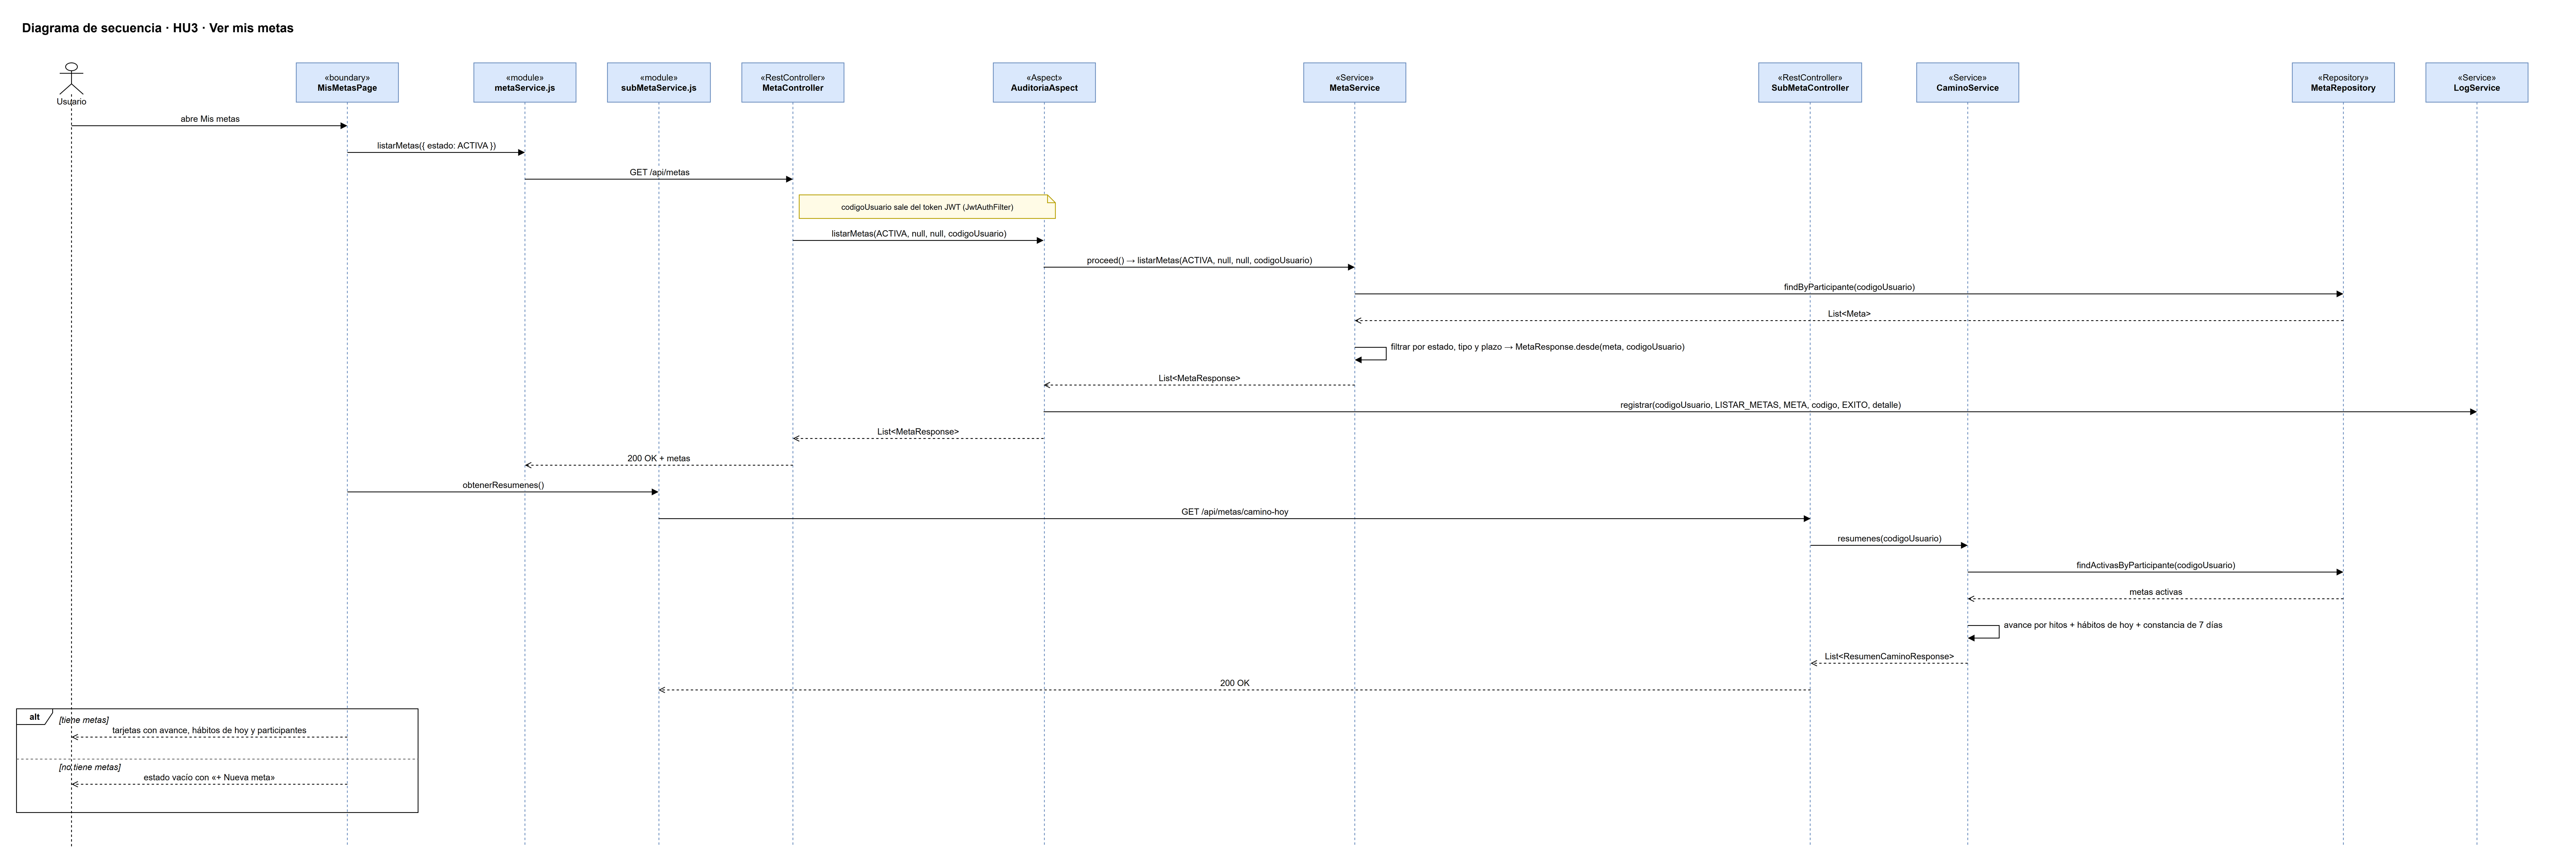 Diagrama de secuencia · HU3 · Ver mis metas
Usuario
«boundary»
MisMetasPage
«module»
metaService.js
«module»
subMetaService.js
«RestController»
MetaController
«Aspect»
AuditoriaAspect
«Service»
MetaService
«RestController»
SubMetaController
«Service»
CaminoService
«Repository»
MetaRepository
«Service»
LogService
abre Mis metas
listarMetas({ estado: ACTIVA })
GET /api/metas
codigoUsuario sale del token JWT (JwtAuthFilter)
listarMetas(ACTIVA, null, null, codigoUsuario)
proceed() → listarMetas(ACTIVA, null, null, codigoUsuario)
findByParticipante(codigoUsuario)
List<Meta>
filtrar por estado, tipo y plazo → MetaResponse.desde(meta, codigoUsuario)
List<MetaResponse>
registrar(codigoUsuario, LISTAR_METAS, META, codigo, EXITO, detalle)
List<MetaResponse>
200 OK + metas
obtenerResumenes()
GET /api/metas/camino-hoy
resumenes(codigoUsuario)
findActivasByParticipante(codigoUsuario)
metas activas
avance por hitos + hábitos de hoy + constancia de 7 días
List<ResumenCaminoResponse>
200 OK
alt
[tiene metas]
tarjetas con avance, hábitos de hoy y participantes
[no tiene metas]
estado vacío con «+ Nueva meta»